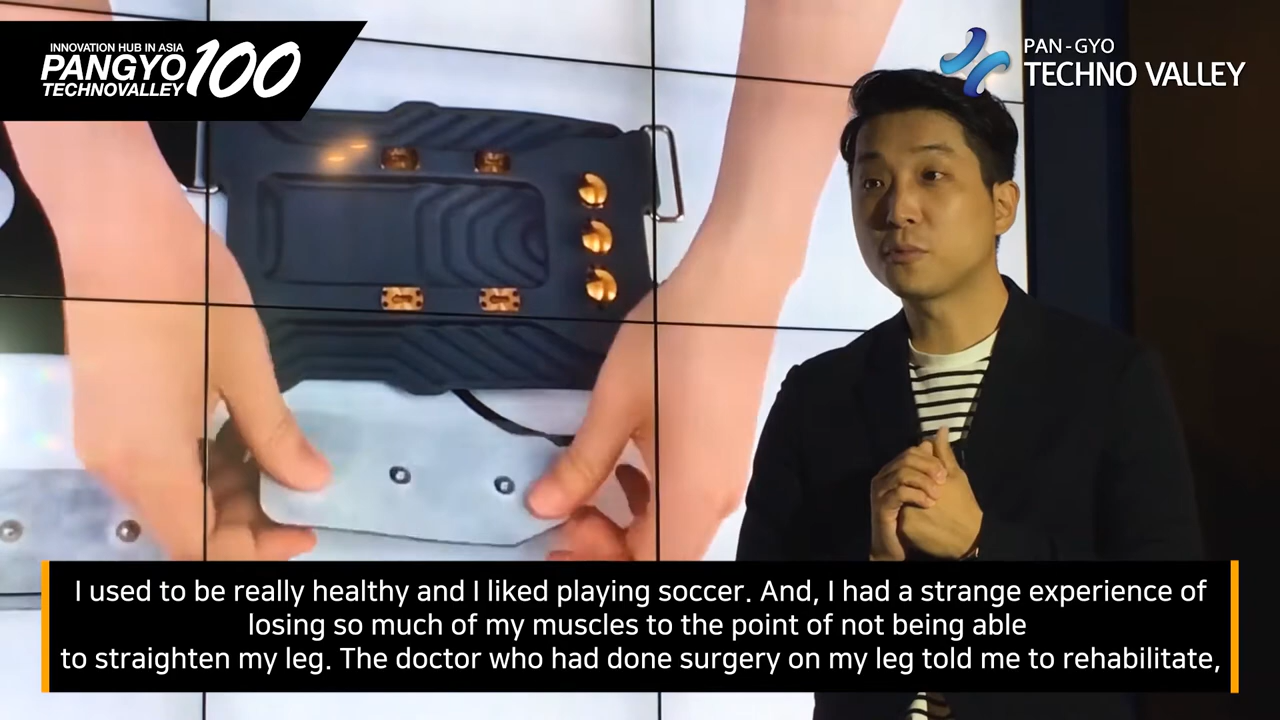 INNOVATION HUB IN ASIA
PANGYO
TECHNOVALLEY
100
PAN-GYO
TECHNO VALLEY
I used to be really healthy and I liked playing soccer. And, I had a strange experience of
losing so much of my muscles to the point of not being able
to straighten my leg. The doctor who had done surgery on my leg told me to rehabilitate,